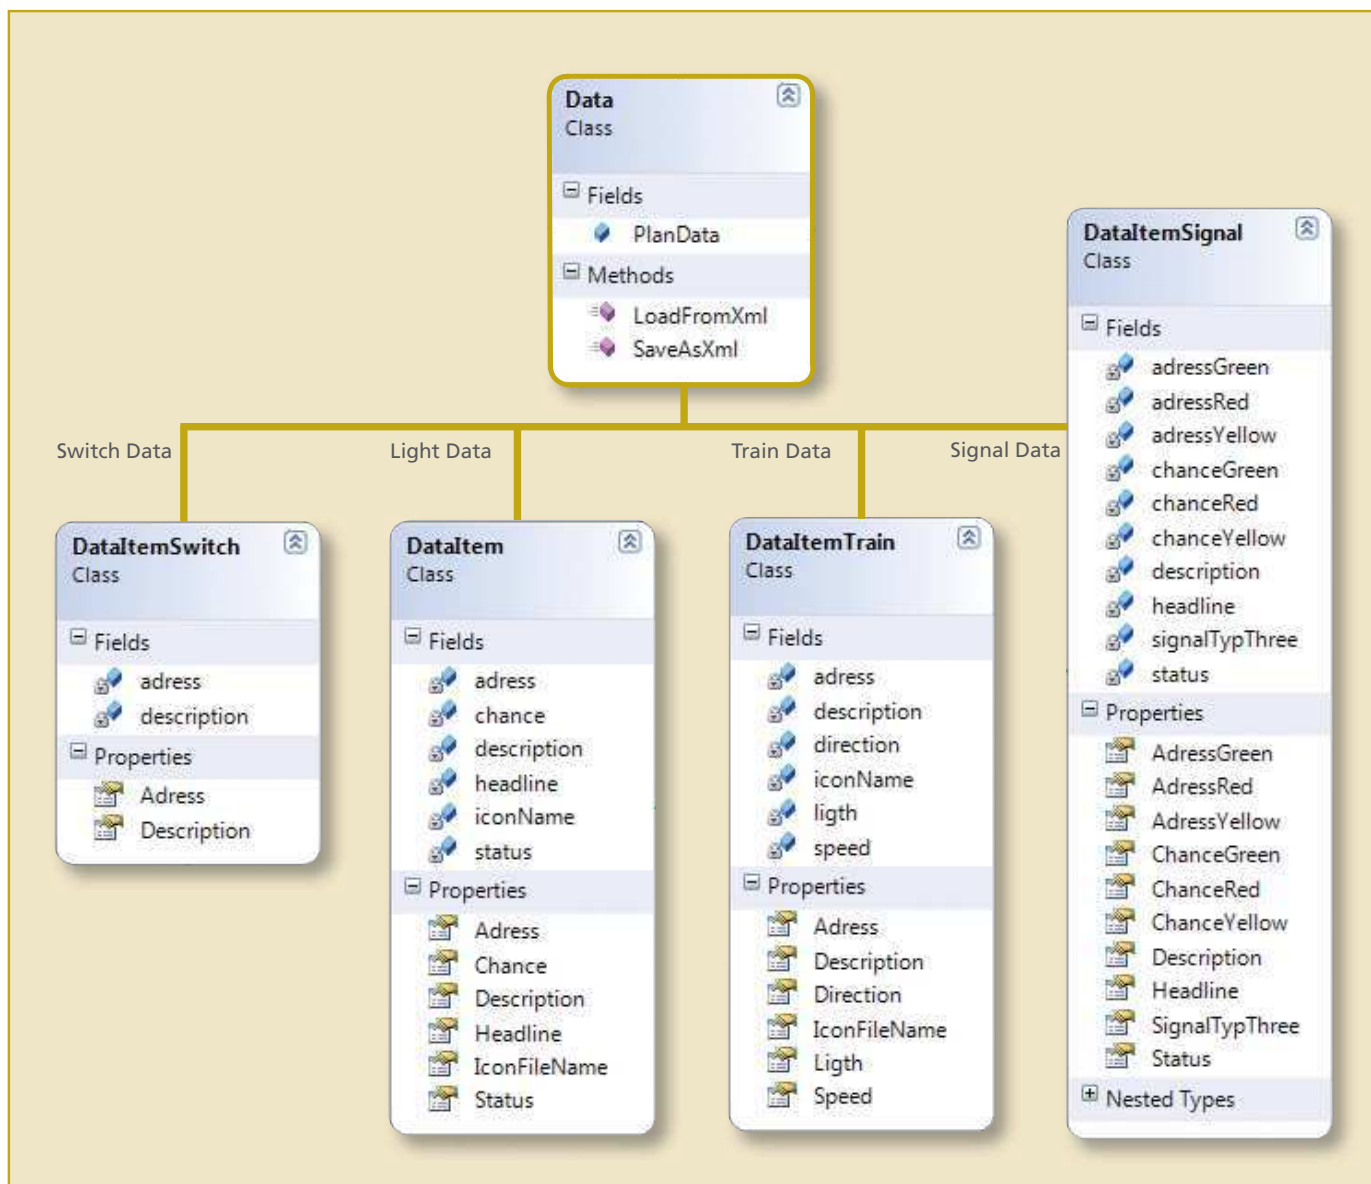 Data
Class
Fields
PlanData
Methods
LoadFromXml
SaveAsXml
Switch Data
Light Data
Train Data
Signal Data
DataItemSwitch
Class
Fields
adress
description
Properties
Adress
Description
DataItem
Class
Fields
adress
chance
description
headline
iconName
status
Properties
Adress
Chance
Description
Headline
IconFileName
Status
DataItemTrain
Class
Fields
adress
description
direction
iconName
ligth
speed
Properties
Adress
Description
Direction
IconFileName
Ligth
Speed
DataItemSignal
Class
Fields
adressGreen
adressRed
adressYellow
chanceGreen
chanceRed
chanceYellow
description
headline
signalTypThree
status
Properties
AdressGreen
AdressRed
AdressYellow
ChanceGreen
ChanceRed
ChanceYellow
Description
Headline
SignalTypThree
Status
Nested Types